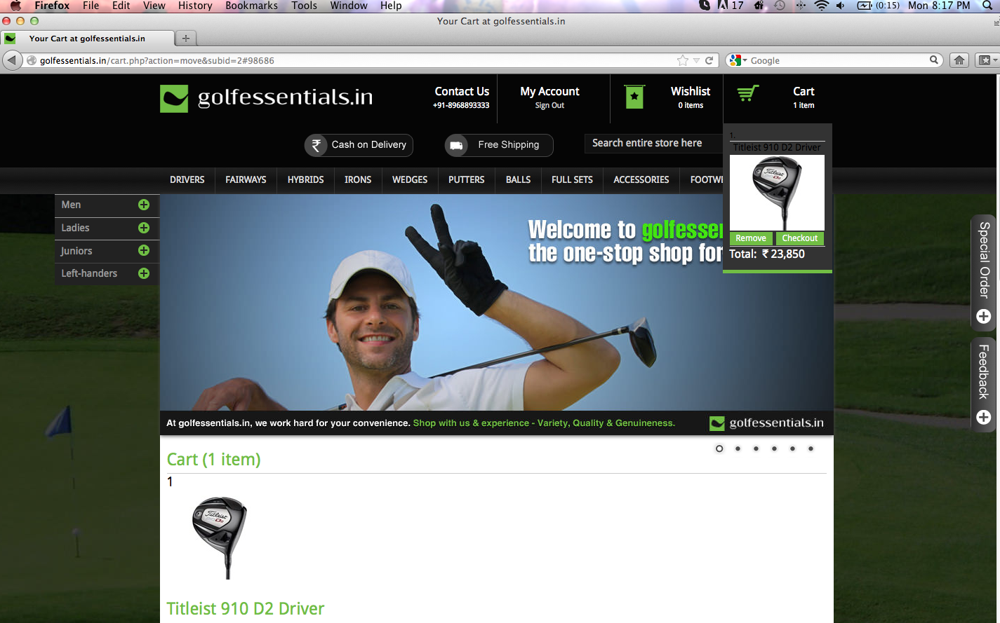 Firefox File Edit View History Bookmarks Tools Window Help 17 (0:15) Mon 8:17 PM
Your Cart at golfessentials.in
Your Cart at golfessentials.in
golfessentials.in/cart.php?action=move&subid=2#98686
Google
golfessentials.in
Contact Us
+91-8968893333
My Account
Sign Out
Wishlist
0 items
Cart
1 item
₹ Cash on Delivery
Free Shipping
Search entire store here
1.
Titleist 910 D2 Driver
Titleist
Remove Checkout
Total: ₹ 23,850
DRIVERS FAIRWAYS HYBRIDS IRONS WEDGES PUTTERS BALLS FULL SETS ACCESSORIES FOOTWE
Men
Ladies
Juniors
Left-handers
Welcome to golfesser
the one-stop shop for
Special Order
Feedback
At golfessentials.in, we work hard for your convenience. Shop with us & experience - Variety, Quality & Genuineness.
golfessentials.in
Cart (1 item)
1
Titleist
Titleist 910 D2 Driver